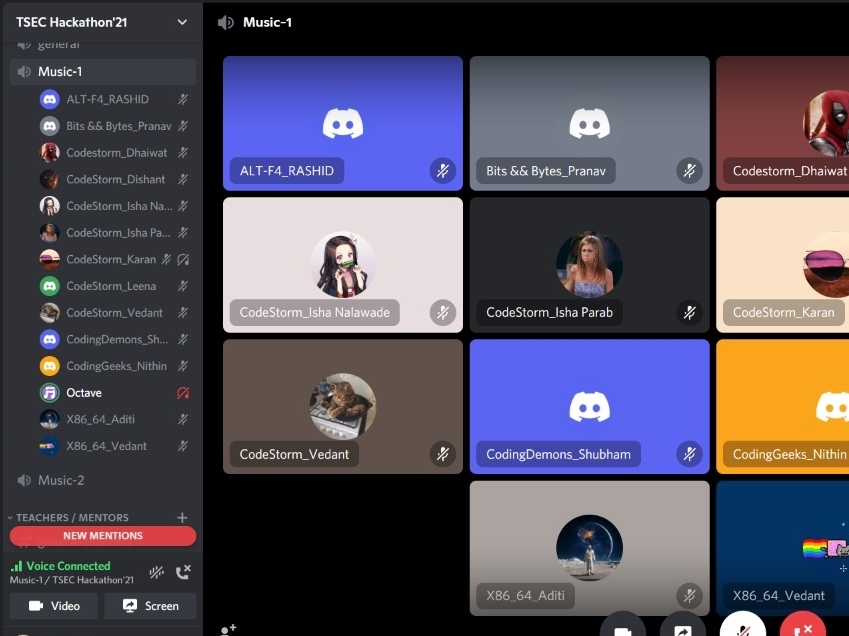 TSEC Hackathon'21
general
Music-1
ALT-F4_RASHID
Bits && Bytes_Pranav
Codestorm_Dhaiwat
CodeStorm_Dishant
CodeStorm_Isha Na...
CodeStorm_Isha Pa...
CodeStorm_Karan
CodeStorm_Leena
CodeStorm_Vedant
CodingDemons_Sh...
CodingGeeks_Nithin
Octave
X86_64_Aditi
X86_64_Vedant
Music-2
TEACHERS / MENTORS
NEW MENTIONS
Voice Connected
Music-1 / TSEC Hackathon'21
Video
Screen
Music-1
ALT-F4_RASHID
Bits && Bytes_Pranav
Codestorm_Dhaiwat
CodeStorm_Isha Nalawade
CodeStorm_Isha Parab
CodeStorm_Karan
CodeStorm_Vedant
CodingDemons_Shubham
CodingGeeks_Nithin
X86_64_Aditi
X86_64_Vedant